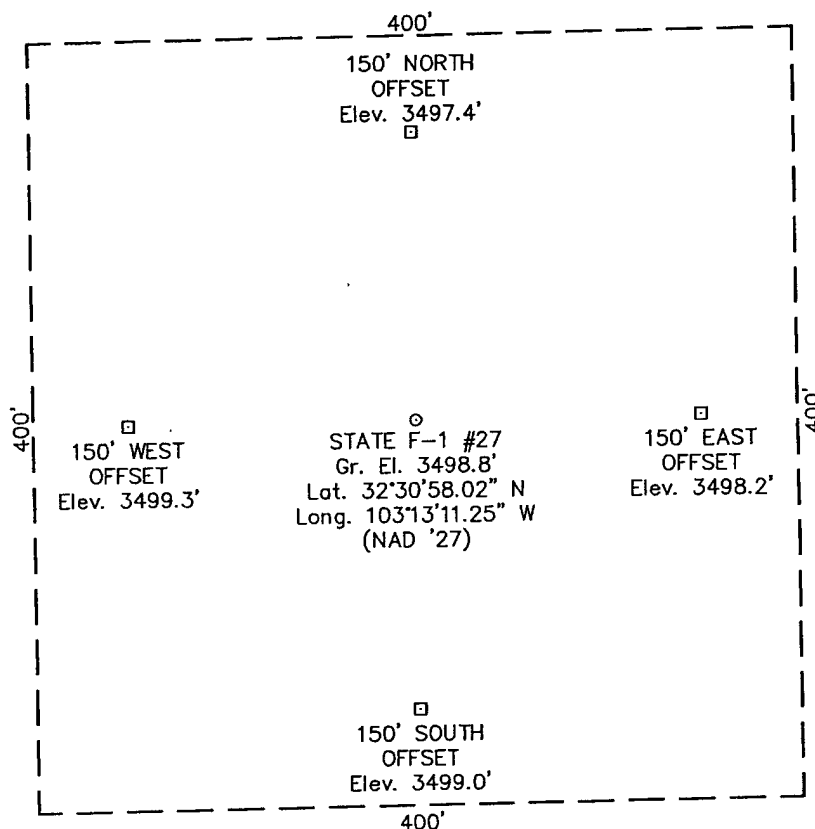 400'
150' NORTH
OFFSET
Elev. 3497.4'
400'
150' WEST
OFFSET
Elev. 3499.3'
STATE F-1 #27
Gr. El. 3498.8'
Lat. 32°30'58.02" N
Long. 103°13'11.25" W
(NAD '27)
150' EAST
OFFSET
Elev. 3498.2'
400'
150' SOUTH
OFFSET
Elev. 3499.0'
400'